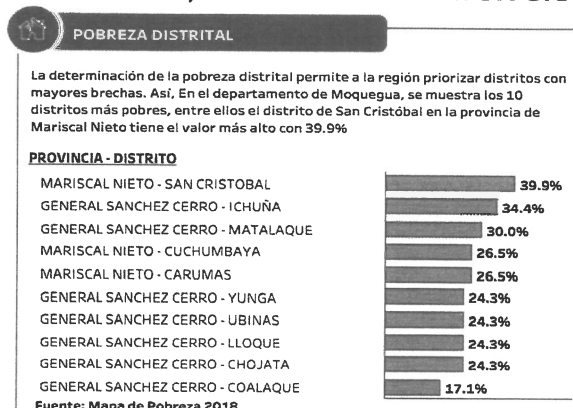 POBREZA DISTRITAL
La determinación de la pobreza distrital permite a la región priorizar distritos con
mayores brechas. Así, En el departamento de Moquegua, se muestra los 10
distritos más pobres, entre ellos el distrito de San Cristóbal en la provincia de
Mariscal Nieto tiene el valor más alto con 39.9%
PROVINCIA - DISTRITO
MARISCAL NIETO - SAN CRISTOBAL 39.9%
GENERAL SANCHEZ CERRO - ICHUÑA 34.4%
GENERAL SANCHEZ CERRO - MATALAQUE 30.0%
MARISCAL NIETO - CUCHUMBAYA 26.5%
MARISCAL NIETO - CARUMAS 26.5%
GENERAL SANCHEZ CERRO - YUNGA 24.3%
GENERAL SANCHEZ CERRO - UBINAS 24.3%
GENERAL SANCHEZ CERRO - LLOQUE 24.3%
GENERAL SANCHEZ CERRO - CHOJATA 24.3%
GENERAL SANCHEZ CERRO - COALAQUE 17.1%
Fuente: Mapa de Pobreza 2018